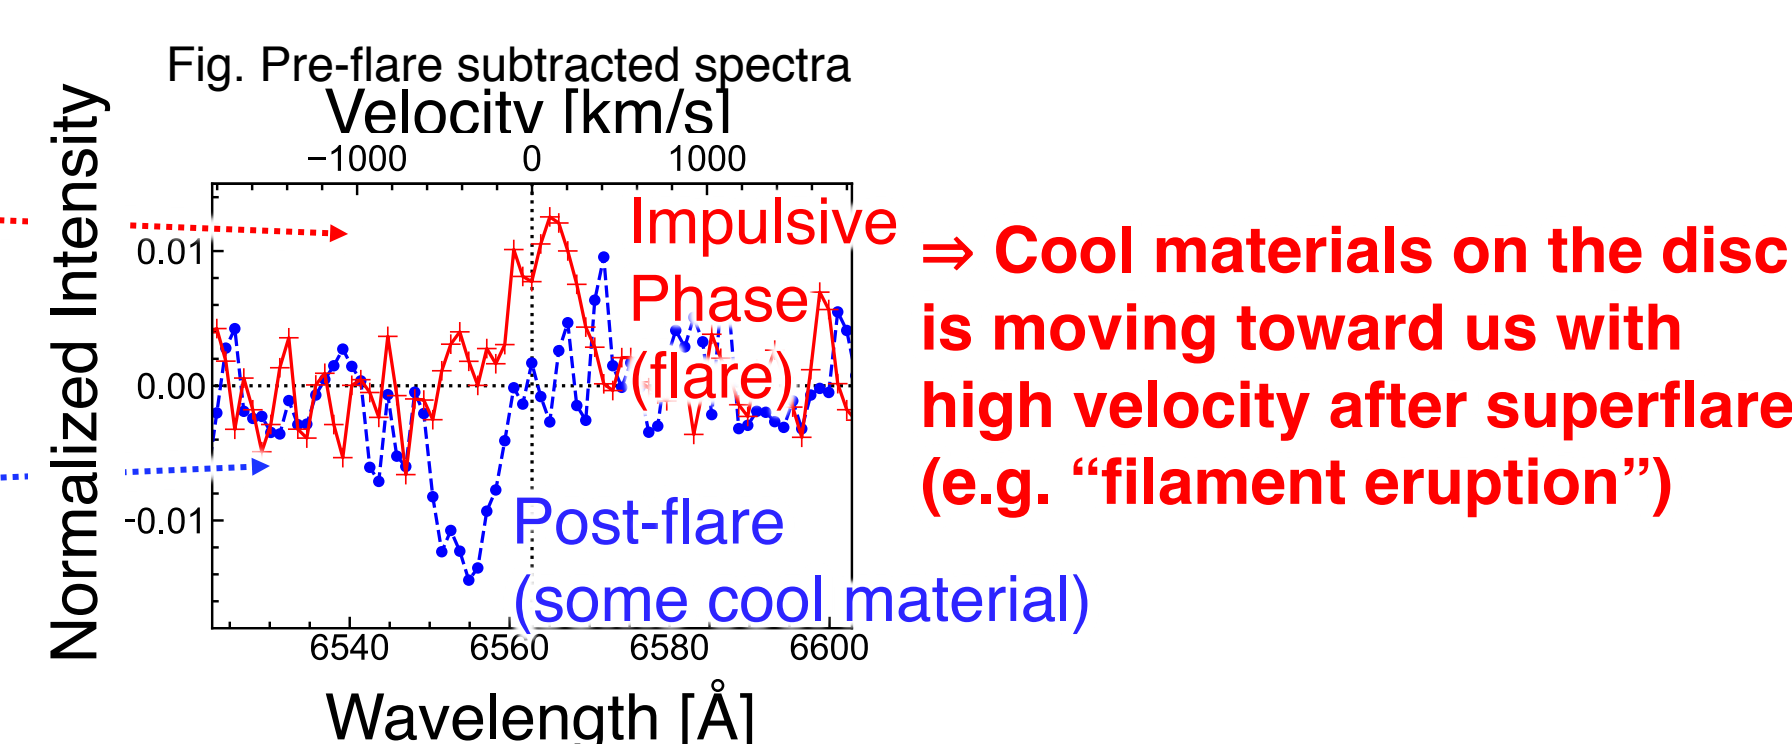 Fig. Pre-flare subtracted spectra
Velocity [km/s]
−1000 0 1000
Normalized Intensity
0.01
0.00
-0.01
Impulsive
Phase
(flare)
Post-flare
(some cool material)
6540 6560 6580 6600
Wavelength [Å]
⇒ Cool materials on the disc
is moving toward us with
high velocity after superflare
(e.g. “filament eruption”)